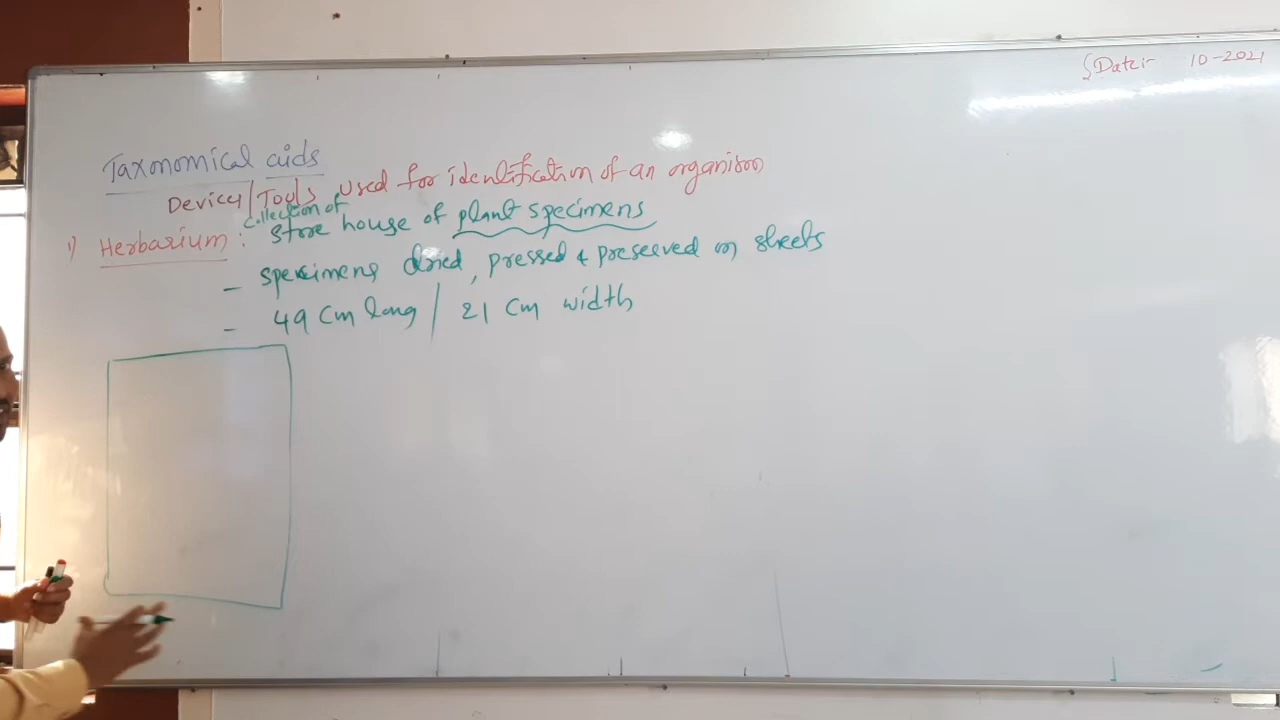 Date:- 10-2021
Taxonomical aids
Devices/Tools used for identification of an organism
Collection of
1) Herbarium : Store house of plant specimens
- specimens dried, pressed & preserved on sheets
- 49 cm long / 21 cm width